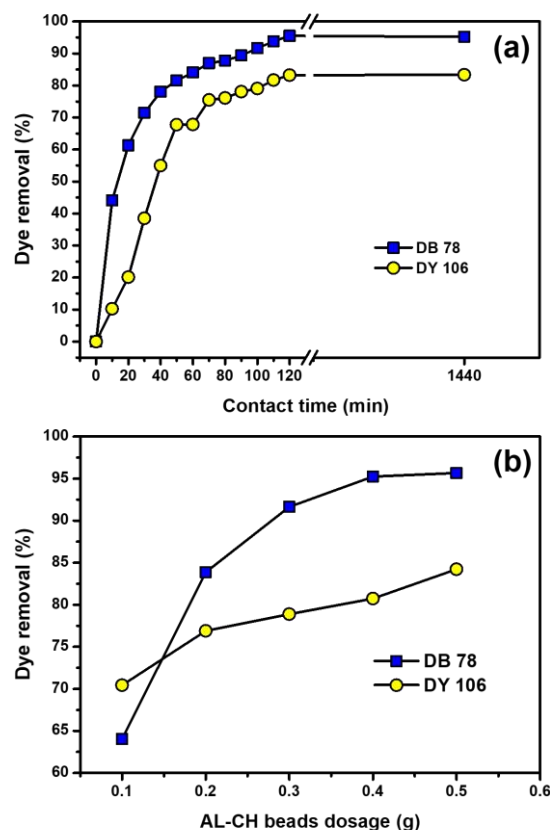 (a)
100
90
80
70
60
50
40
30
20
10
0
Dye removal (%)
DB 78
DY 106
0 20 40 60 80 100 120 1440
Contact time (min)
(b)
100
95
90
85
80
75
70
65
60
Dye removal (%)
DB 78
DY 106
0.1 0.2 0.3 0.4 0.5 0.6
AL-CH beads dosage (g)